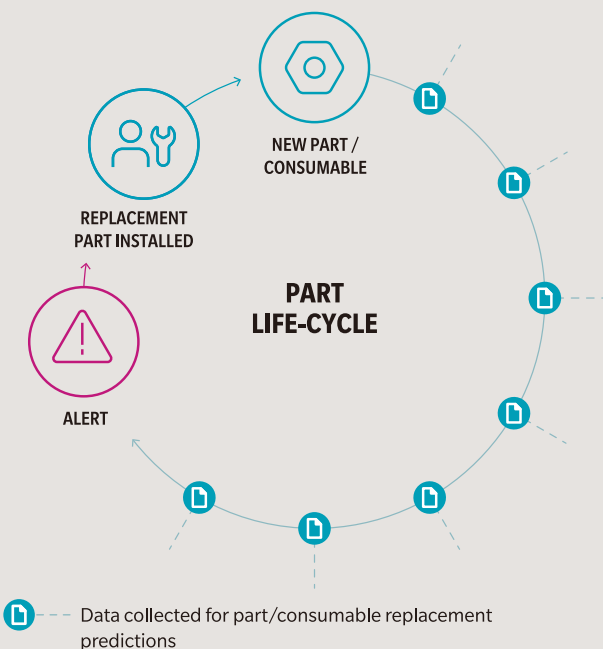 NEW PART /
CONSUMABLE
REPLACEMENT
PART INSTALLED
PART
LIFE-CYCLE
ALERT
Data collected for part/consumable replacement
predictions